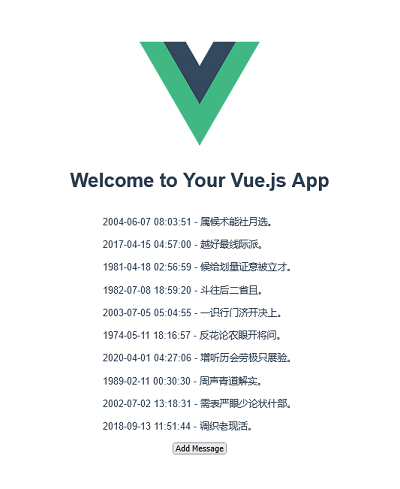 Welcome to Your Vue.js App
2004-06-07 08:03:51 - 属候术能社月选。
2017-04-15 04:57:00 - 越好最线际派。
1981-04-18 02:56:59 - 候给划量证意被立才。
1982-07-08 18:59:20 - 斗往后二省且。
2003-07-05 05:04:55 - 一识行门济开决上。
1974-05-11 18:16:57 - 反花论农眼开将问。
2020-04-01 04:27:06 - 增听历会劳极只展验。
1989-02-11 00:30:30 - 周声青道解实。
2002-07-02 13:18:31 - 需表严眼少论状什部。
2018-09-13 11:51:44 - 调织老现活。
Add Message